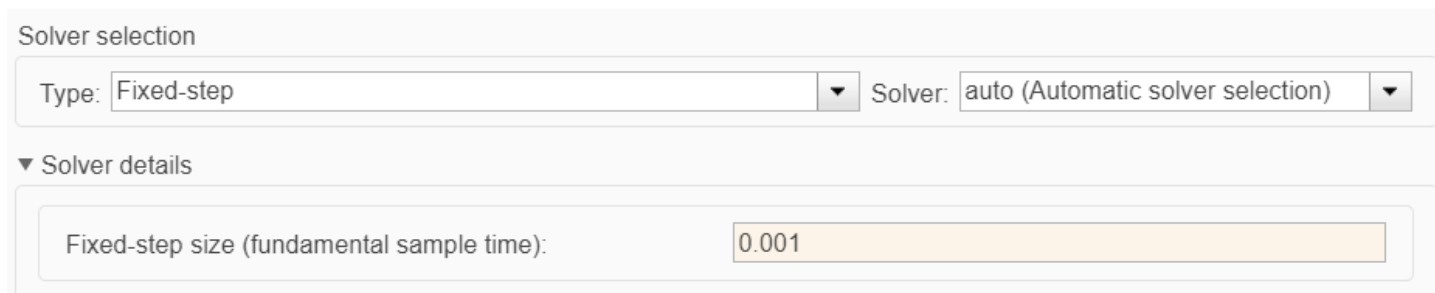 Solver selection
Type: Fixed-step Solver: auto (Automatic solver selection)
Solver details
Fixed-step size (fundamental sample time): 0.001